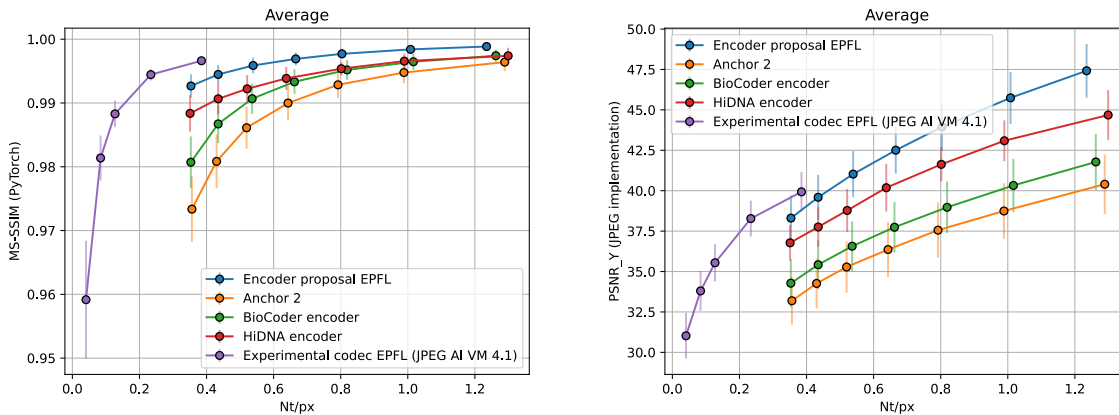 Average
MS-SSIM (PyTorch)
1.00
0.99
0.98
0.97
0.96
0.95
0.0
0.2
0.4
0.6
0.8
1.0
1.2
Nt/px
Encoder proposal EPFL
Anchor 2
BioCoder encoder
HiDNA encoder
Experimental codec EPFL (JPEG AI VM 4.1)
Average
PSNR_Y (JPEG implementation)
47.5
45.0
42.5
40.0
37.5
35.0
32.5
30.0
0.0
0.2
0.4
0.6
0.8
1.0
1.2
Nt/px
Encoder proposal EPFL
Anchor 2
BioCoder encoder
HiDNA encoder
Experimental codec EPFL (JPEG AI VM 4.1)